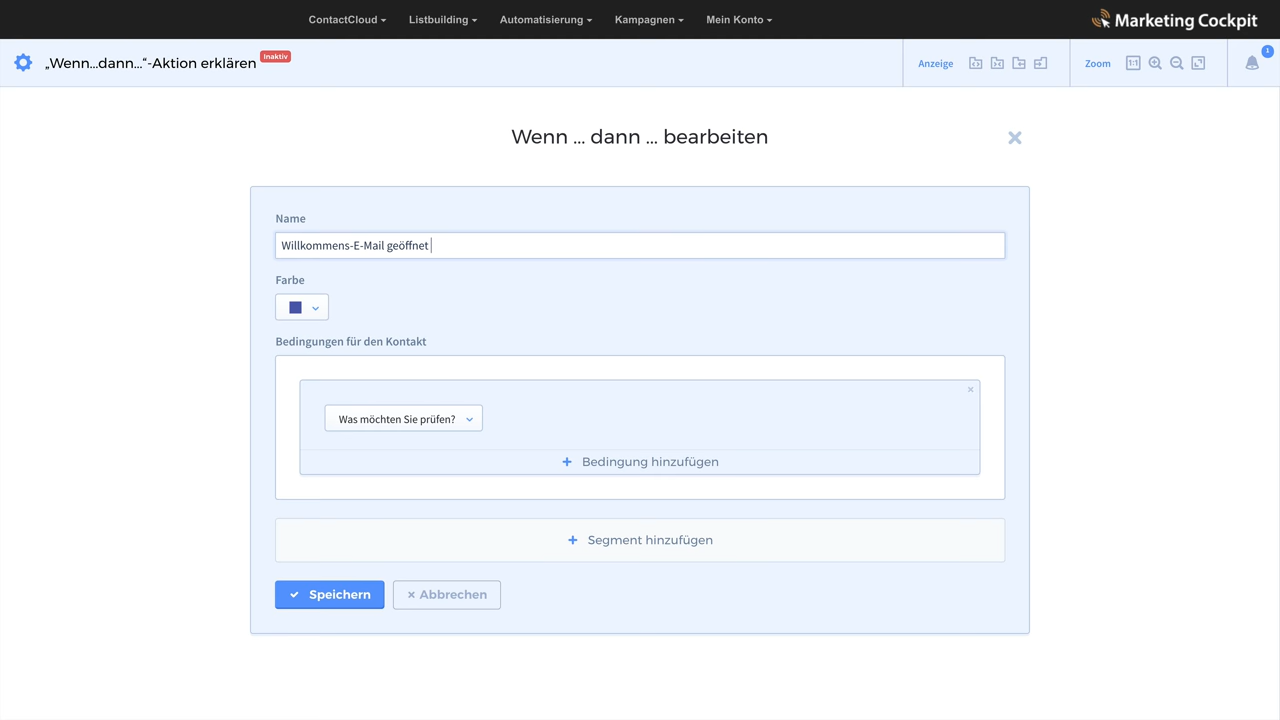 ContactCloud Listbuilding Automatisierung Kampagnen Mein Konto Marketing Cockpit
„Wenn...dann...“-Aktion erklären Inaktiv Anzeige Zoom 1:1 1
Wenn ... dann ... bearbeiten
Name
Willkommens-E-Mail geöffnet
Farbe
Bedingungen für den Kontakt
Was möchten Sie prüfen?
Bedingung hinzufügen
Segment hinzufügen
Speichern Abbrechen